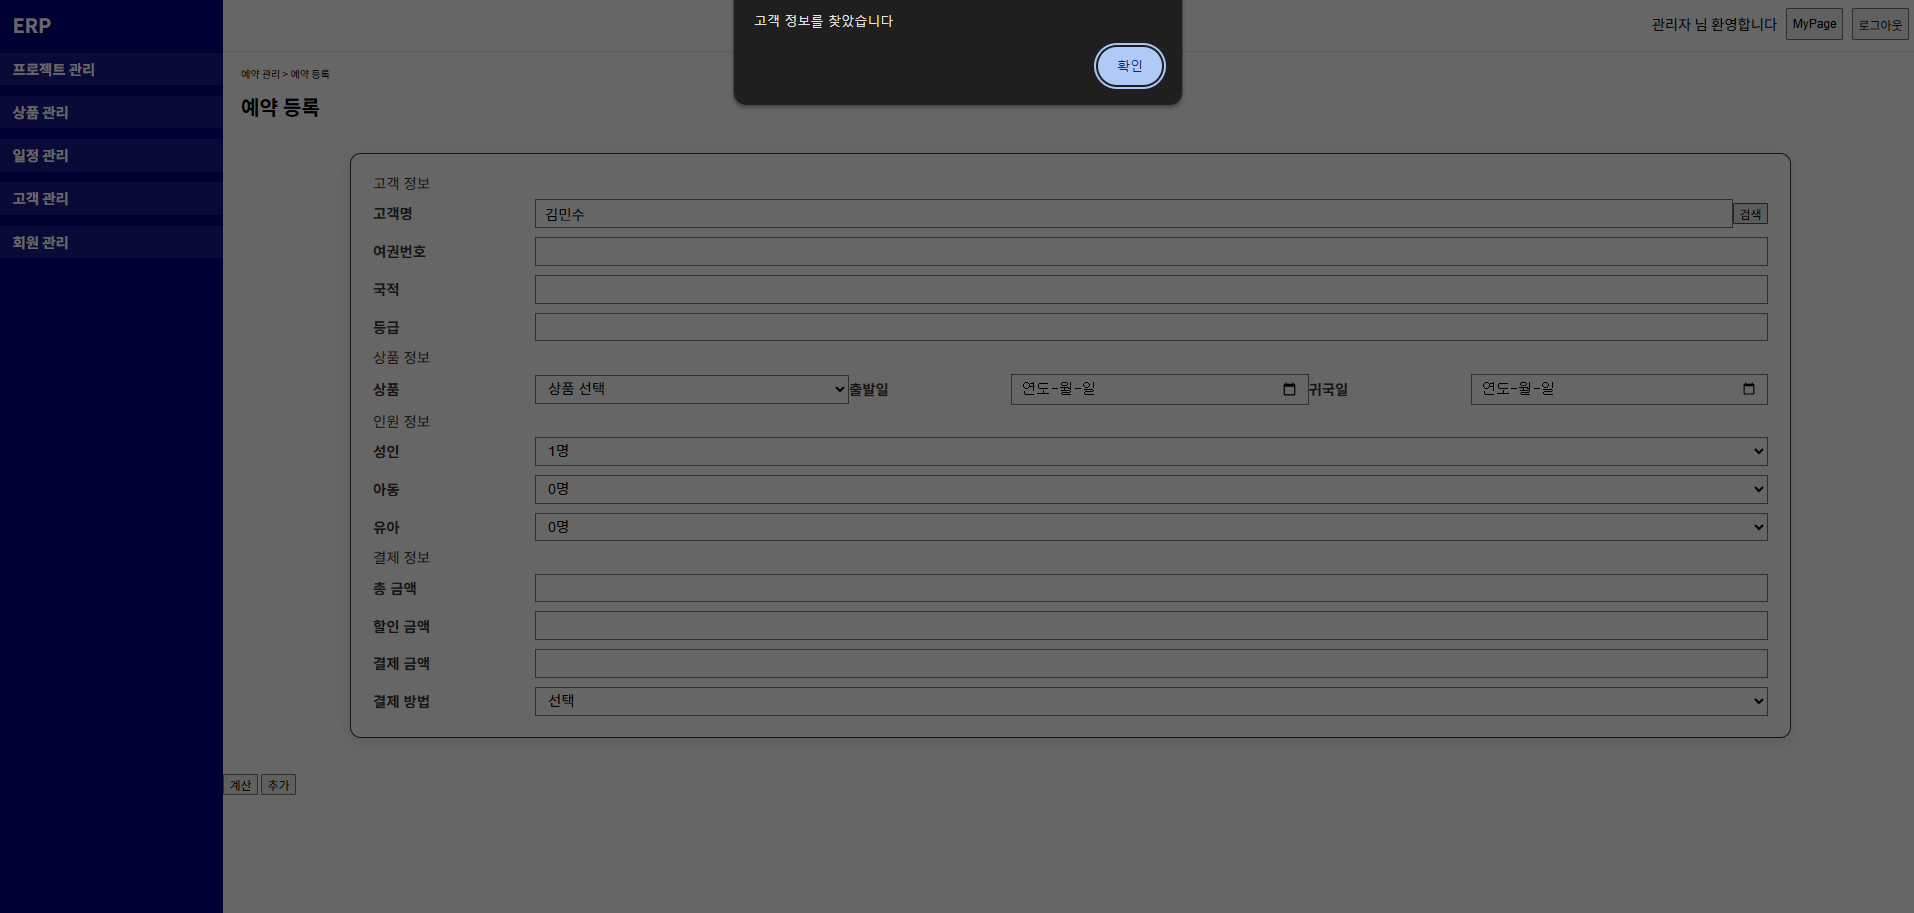 ERP
프로젝트 관리
상품 관리
일정 관리
고객 관리
회원 관리
고객 정보를 찾았습니다
확인
관리자 님 환영합니다 MyPage 로그아웃
예약 관리 > 예약 등록
예약 등록
고객 정보
고객명 김민수 검색
여권번호
국적
등급
상품 정보
상품 상품 선택 출발일 연도-월-일 귀국일 연도-월-일
인원 정보
성인 1명
아동 0명
유아 0명
결제 정보
총 금액
할인 금액
결제 금액
결제 방법 선택
계산 추가